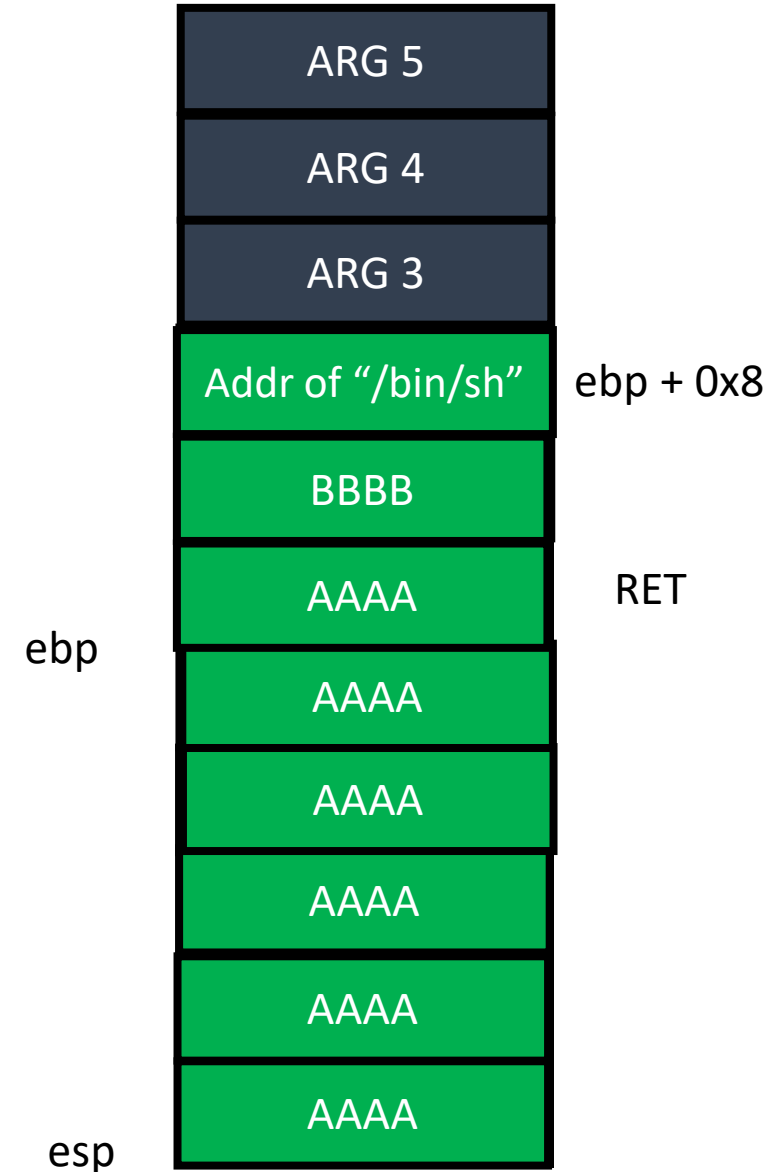 ARG 5
ARG 4
ARG 3
Addr of “/bin/sh” ebp + 0x8
BBBB
AAAA RET
ebp
AAAA
AAAA
AAAA
AAAA
AAAA
esp